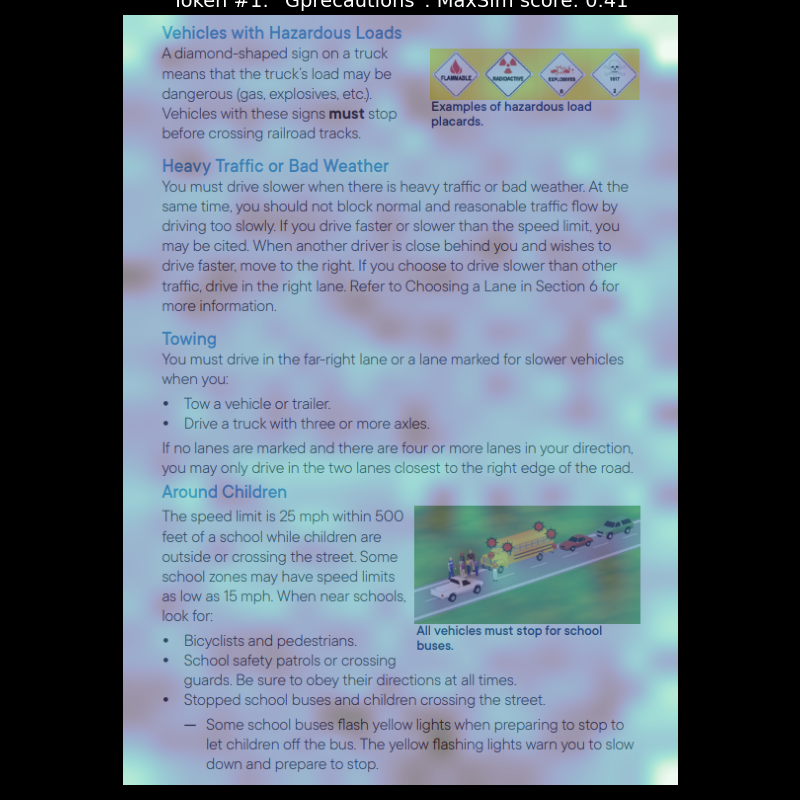 Token #1: "Gprecautions". MaxSim score: 0.41
Vehicles with Hazardous Loads
A diamond-shaped sign on a truck
means that the truck's load may be
dangerous (gas, explosives, etc.).
Vehicles with these signs must stop
before crossing railroad tracks.
FLAMMABLE
RADIOACTIVE
EXPLOSIVES
1017
2
Examples of hazardous load
placards.
Heavy Traffic or Bad Weather
You must drive slower when there is heavy traffic or bad weather. At the
same time, you should not block normal and reasonable traffic flow by
driving too slowly. If you drive faster or slower than the speed limit, you
may be cited. When another driver is close behind you and wishes to
drive faster, move to the right. If you choose to drive slower than other
traffic, drive in the right lane. Refer to Choosing a Lane in Section 6 for
more information.
Towing
You must drive in the far-right lane or a lane marked for slower vehicles
when you:
• Tow a vehicle or trailer.
• Drive a truck with three or more axles.
If no lanes are marked and there are four or more lanes in your direction,
you may only drive in the two lanes closest to the right edge of the road.
Around Children
The speed limit is 25 mph within 500
feet of a school while children are
outside or crossing the street. Some
school zones may have speed limits
as low as 15 mph. When near schools,
look for:
All vehicles must stop for school
buses.
• Bicyclists and pedestrians.
• School safety patrols or crossing
guards. Be sure to obey their directions at all times.
• Stopped school buses and children crossing the street.
— Some school buses flash yellow lights when preparing to stop to
let children off the bus. The yellow flashing lights warn you to slow
down and prepare to stop.